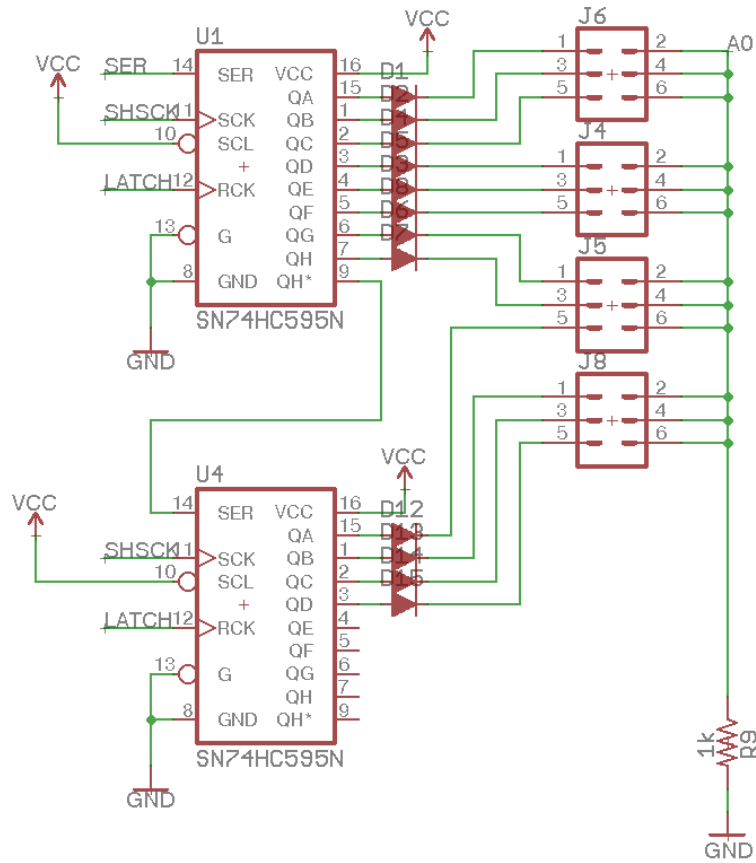 U1
SER 14 SER VCC 16 VCC
VCC
QA 15 D1
SHSCK 11 SCK QB 1 D2
10 SCL QC 2 D4
QD 3 D5
LATCH 12 RCK QE 4 D3
QF 5 D8
13 G QG 6 D6
QH 7 D7
8 GND QH* 9
SN74HC595N
GND
J6
1 2 A0
3 4
5 6
J4
1 2
3 4
5 6
J5
1 2
3 4
5 6
J8
1 2
3 4
5 6
U4
14 SER VCC 16 VCC
VCC
QA 15 D12
SHSCK 11 SCK QB 1 D13
10 SCL QC 2 D14
QD 3 D15
LATCH 12 RCK QE 4
QF 5
13 G QG 6
QH 7
8 GND QH* 9
SN74HC595N
GND
1k R9
GND